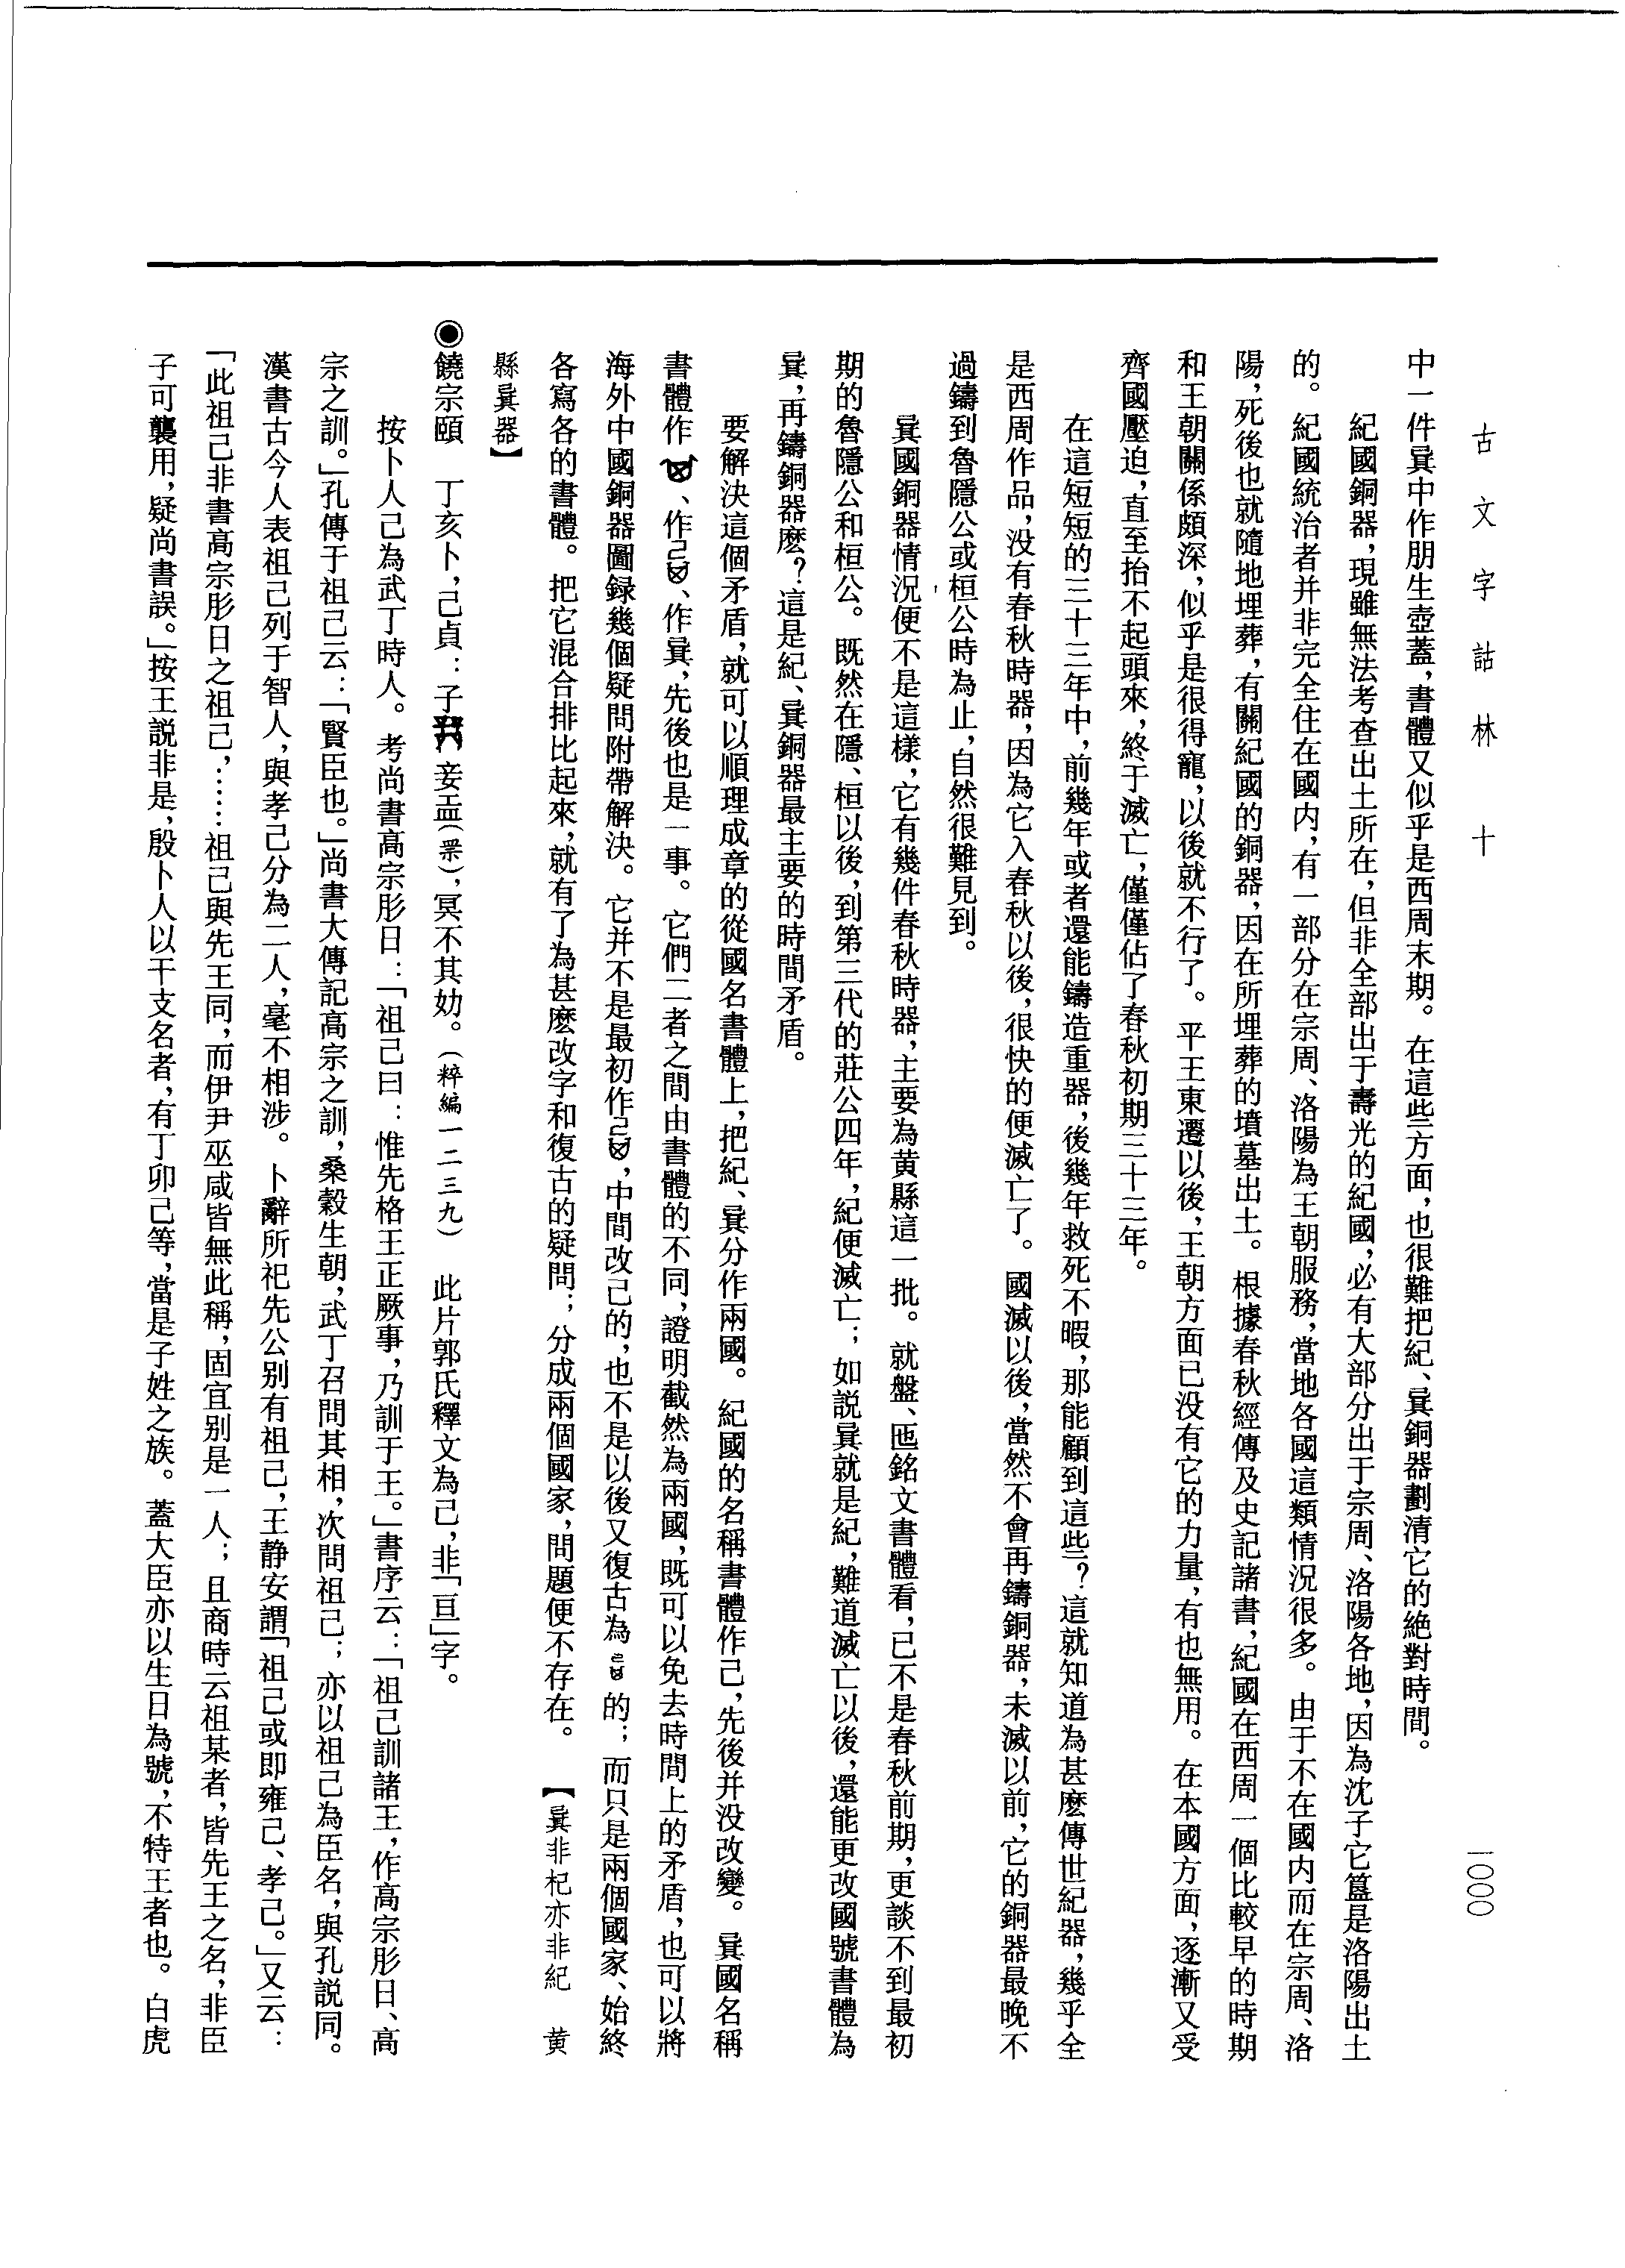 古文字詁林　十
一〇〇〇
中一件㠱中作朋生壺蓋，書體又似乎是西周末期。在這些方面，也很難把紀、㠱銅器劃清它的絕對時間。
紀國銅器，現雖無法考查出土所在，但非全部出于壽光的紀國，必有大部分出于宗周、洛陽各地，因為沈子它簋是洛陽出土
的。紀國統治者并非完全住在國内，有一部分在宗周、洛陽為王朝服務，當地各國這類情況很多。由于不在國内而在宗周、洛
陽，死後也就隨地埋葬，有關紀國的銅器，因在所埋葬的墳墓出土。根據春秋經傳及史記諸書，紀國在西周一個比較早的時期
和王朝關係頗深，似乎是很得寵，以後就不行了。平王東遷以後，王朝方面已没有它的力量，有也無用。在本國方面，逐漸又受
齊國壓迫，直至抬不起頭來，終于滅亡，僅僅佔了春秋初期三十三年。
在這短短的三十三年中，前幾年或者還能鑄造重器，後幾年救死不暇，那能顧到這些？這就知道為甚麽傳世紀器，幾乎全
是西周作品，没有春秋時器，因為它入春秋以後，很快的便滅亡了。國滅以後，當然不會再鑄銅器，未滅以前，它的銅器最晚不
過鑄到魯隱公或桓公時為止，自然很難見到。
㠱國銅器情況便不是這樣，它有幾件春秋時器，主要為黄縣這一批。就盤、匜銘文書體看，已不是春秋前期，更談不到最初
期的魯隱公和桓公。既然在隱、桓以後，到第三代的莊公四年，紀便滅亡；如説㠱就是紀，難道滅亡以後，還能更改國號書體為
㠱，再鑄銅器麽？這是紀、㠱銅器最主要的時間矛盾。
要解決這個矛盾，就可以順理成章的從國名書體上，把紀、㠱分作兩國。紀國的名稱書體作己，先後并没改變。㠱國名稱
書體作、作、作㠱，先後也是一事。它們二者之間由書體的不同，證明截然為兩國，既可以免去時間上的矛盾，也可以將
海外中國銅器圖録幾個疑問附帶解決。它并不是最初作，中間改己的，也不是以後又復古為的；而只是兩個國家、始終
各寫各的書體。把它混合排比起來，就有了為甚麽改字和復古的疑問；分成兩個國家，問題便不存在。　【㠱非杞亦非紀　黄
縣㠱器】
◉饒宗頤　丁亥卜，己貞：子妾盂（𥁕），冥不其妫。（粹編一二三九）　此片郭氏釋文為己，非「亘」字。
按卜人己為武丁時人。考尚書高宗肜日：「祖己曰：惟先格王正厥事，乃訓于王。」書序云：「祖己訓諸王，作高宗肜日、高
宗之訓。」孔傳于祖己云：「賢臣也。」尚書大傳記高宗之訓，桑榖生朝，武丁召問其相，次問祖己；亦以祖己為臣名，與孔説同。
漢書古今人表祖己列于智人，與孝己分為二人，毫不相涉。卜辭所祀先公别有祖己，王静安謂「祖己或即雍己、孝己。」又云：
「此祖己非書高宗肜日之祖己，……祖己與先王同，而伊尹巫咸皆無此稱，固宜别是一人；且商時云祖某者，皆先王之名，非臣
子可襲用，疑尚書誤。」按王説非是，殷卜人以干支名者，有丁卯己等，當是子姓之族。蓋大臣亦以生日為號，不特王者也。白虎